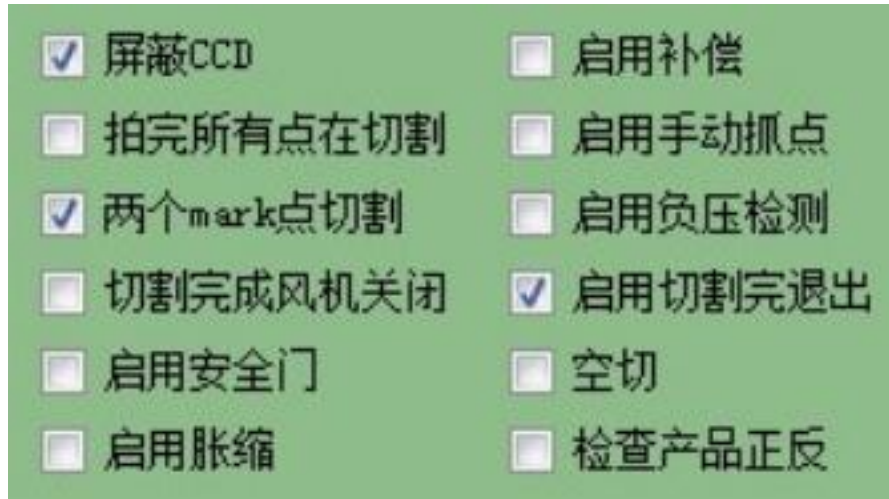 屏蔽CCD
启用补偿
拍完所有点在切割
启用手动抓点
两个mark点切割
启用负压检测
切割完成风机关闭
启用切割完退出
启用安全门
空切
启用胀缩
检查产品正反